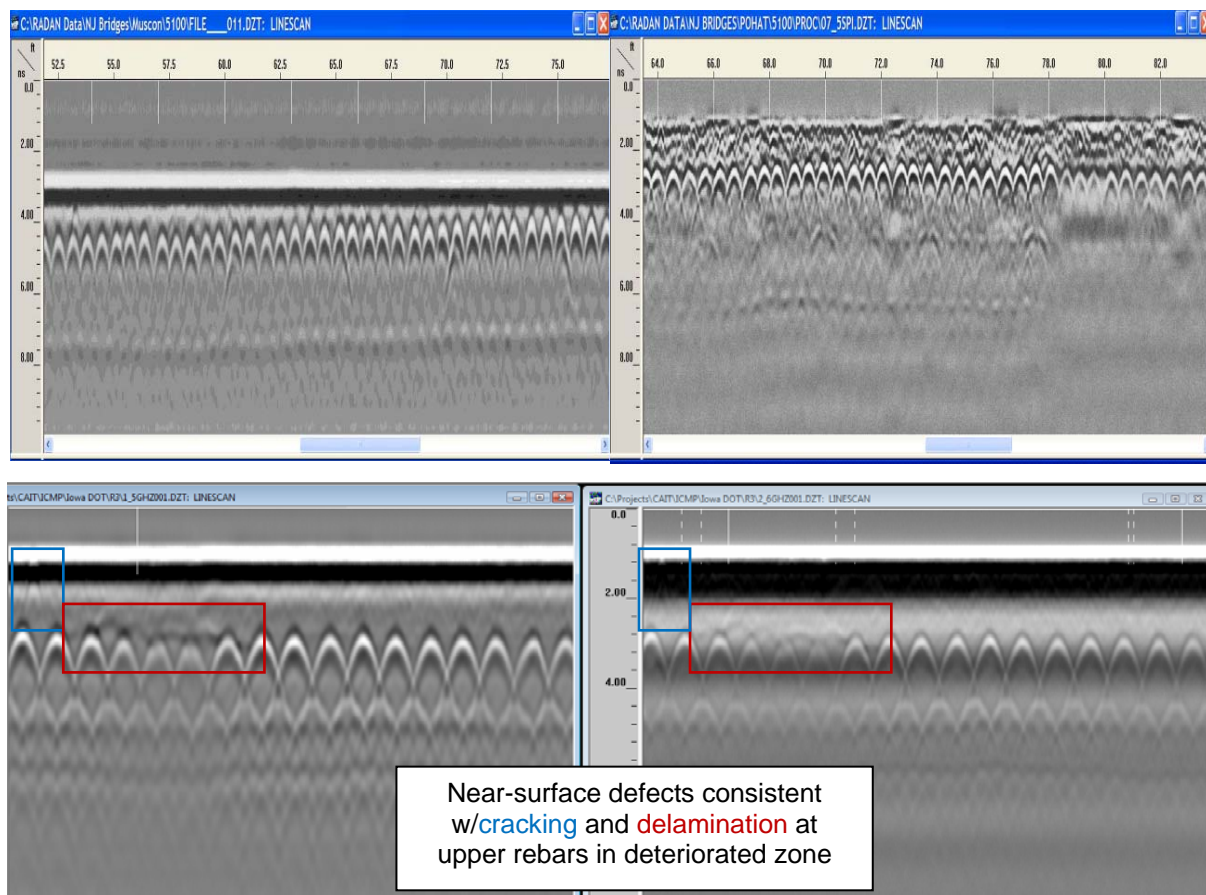 C:\RADAN Data\NJ Bridges\Muscon\5100\FILE____011.DZT: LINESCAN
ft
ns
52.5 55.0 57.5 60.0 62.5 65.0 67.5 70.0 72.5 75.0
0.0
2.00
4.00
6.00
8.00
C:\RADAN DATA\NJ BRIDGES\POHAT\5100\PROC\07_5SPI.DZT: LINESCAN
ft
ns
64.0 66.0 68.0 70.0 72.0 74.0 76.0 78.0 80.0 82.0
0.0
2.00
4.00
6.00
8.00
ts\CAIT\ICMP\Iowa DOT\R3\1_5GHZ001.DZT: LINESCAN
C:\Projects\CAIT\ICMP\Iowa DOT\R3\2_6GHZ001.DZT: LINESCAN
0.0
2.00
4.00
Near-surface defects consistent
w/cracking and delamination at
upper rebars in deteriorated zone